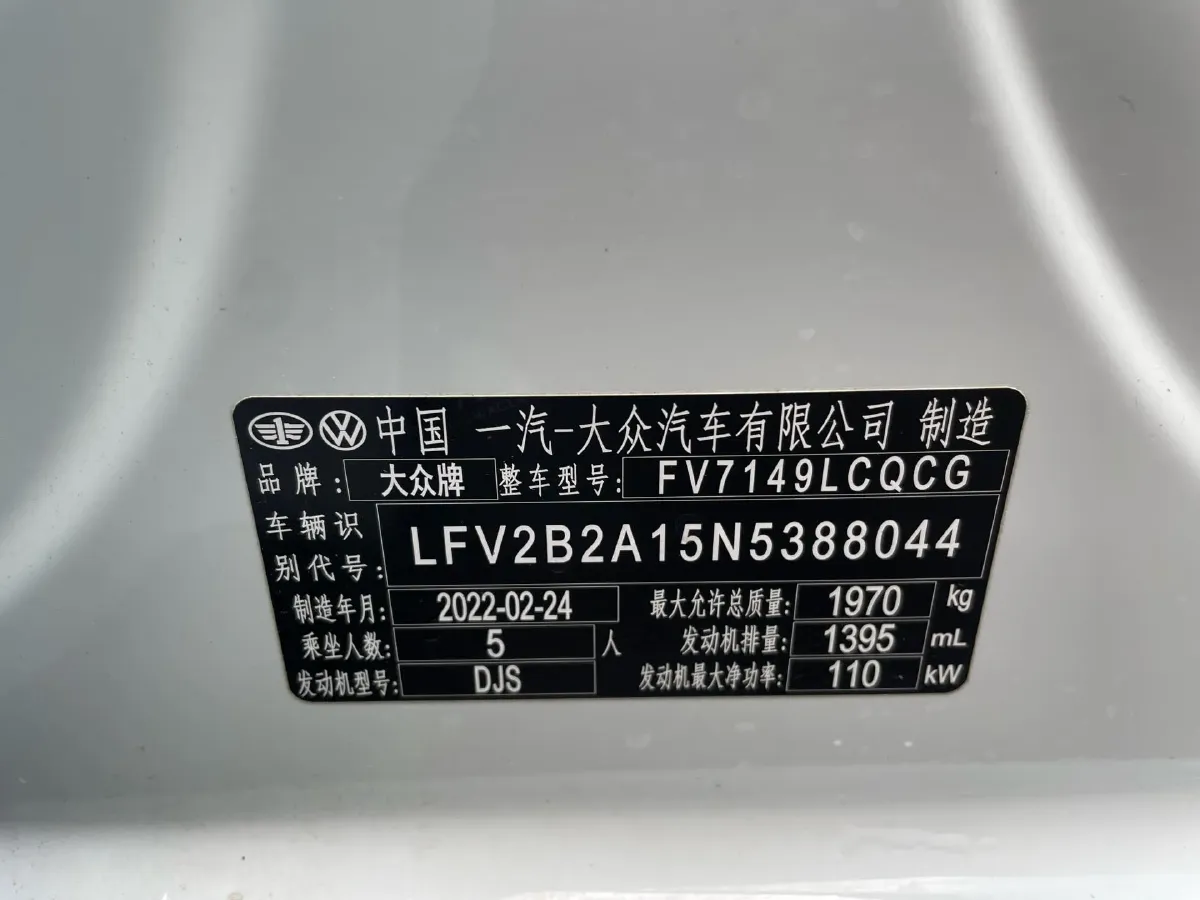 中国 一汽-大众汽车有限公司 制造
品牌: 大众牌 整车型号: FV7149LCQCG
车辆识别代号: LFV2B2A15N5388044
制造年月: 2022-02-24 最大允许总质量: 1970 kg
乘坐人数: 5 人 发动机排量: 1395 mL
发动机型号: DJS 发动机最大净功率: 110 kW